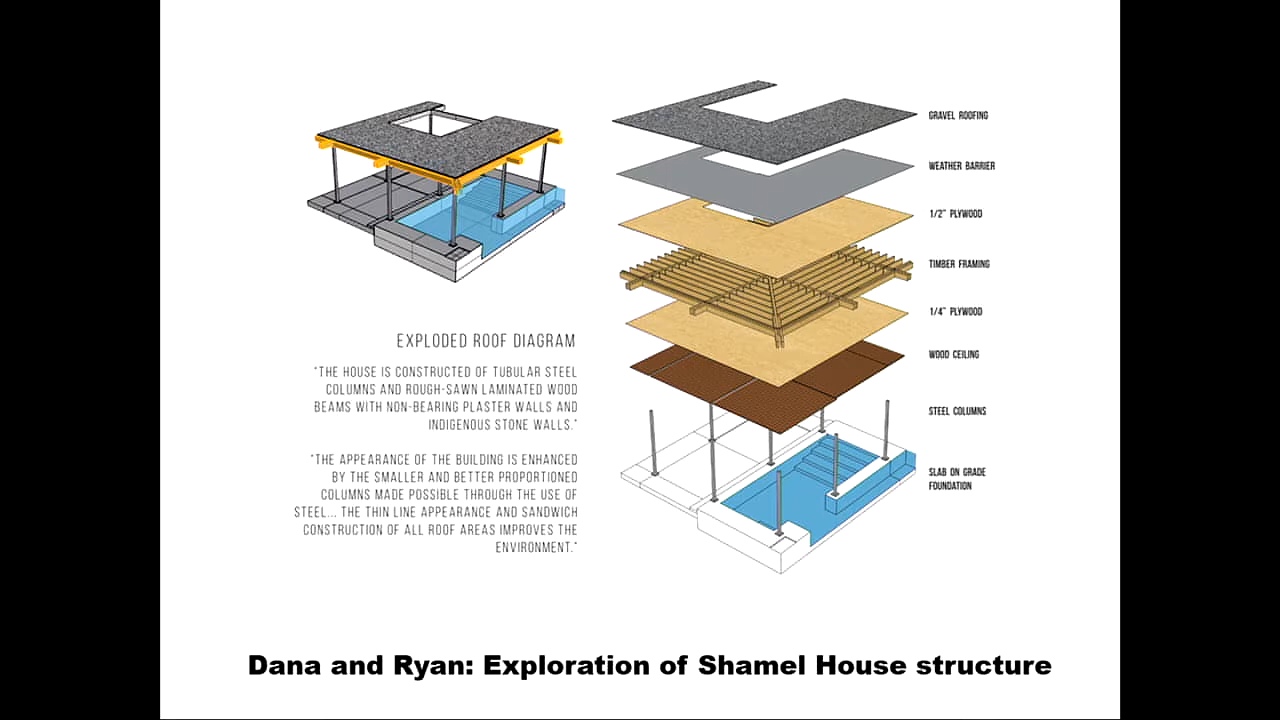 GRAVEL ROOFING
WEATHER BARRIER
1/2" PLYWOOD
TIMBER FRAMING
1/4" PLYWOOD
WOOD CEILING
STEEL COLUMNS
SLAB ON GRADE
FOUNDATION
EXPLODED ROOF DIAGRAM
"THE HOUSE IS CONSTRUCTED OF TUBULAR STEEL
COLUMNS AND ROUGH-SAWN LAMINATED WOOD
BEAMS WITH NON-BEARING PLASTER WALLS AND
INDIGENOUS STONE WALLS."
"THE APPEARANCE OF THE BUILDING IS ENHANCED
BY THE SMALLER AND BETTER PROPORTIONED
COLUMNS MADE POSSIBLE THROUGH THE USE OF
STEEL... THE THIN LINE APPEARANCE AND SANDWICH
CONSTRUCTION OF ALL ROOF AREAS IMPROVES THE
ENVIRONMENT."
Dana and Ryan: Exploration of Shamel House structure